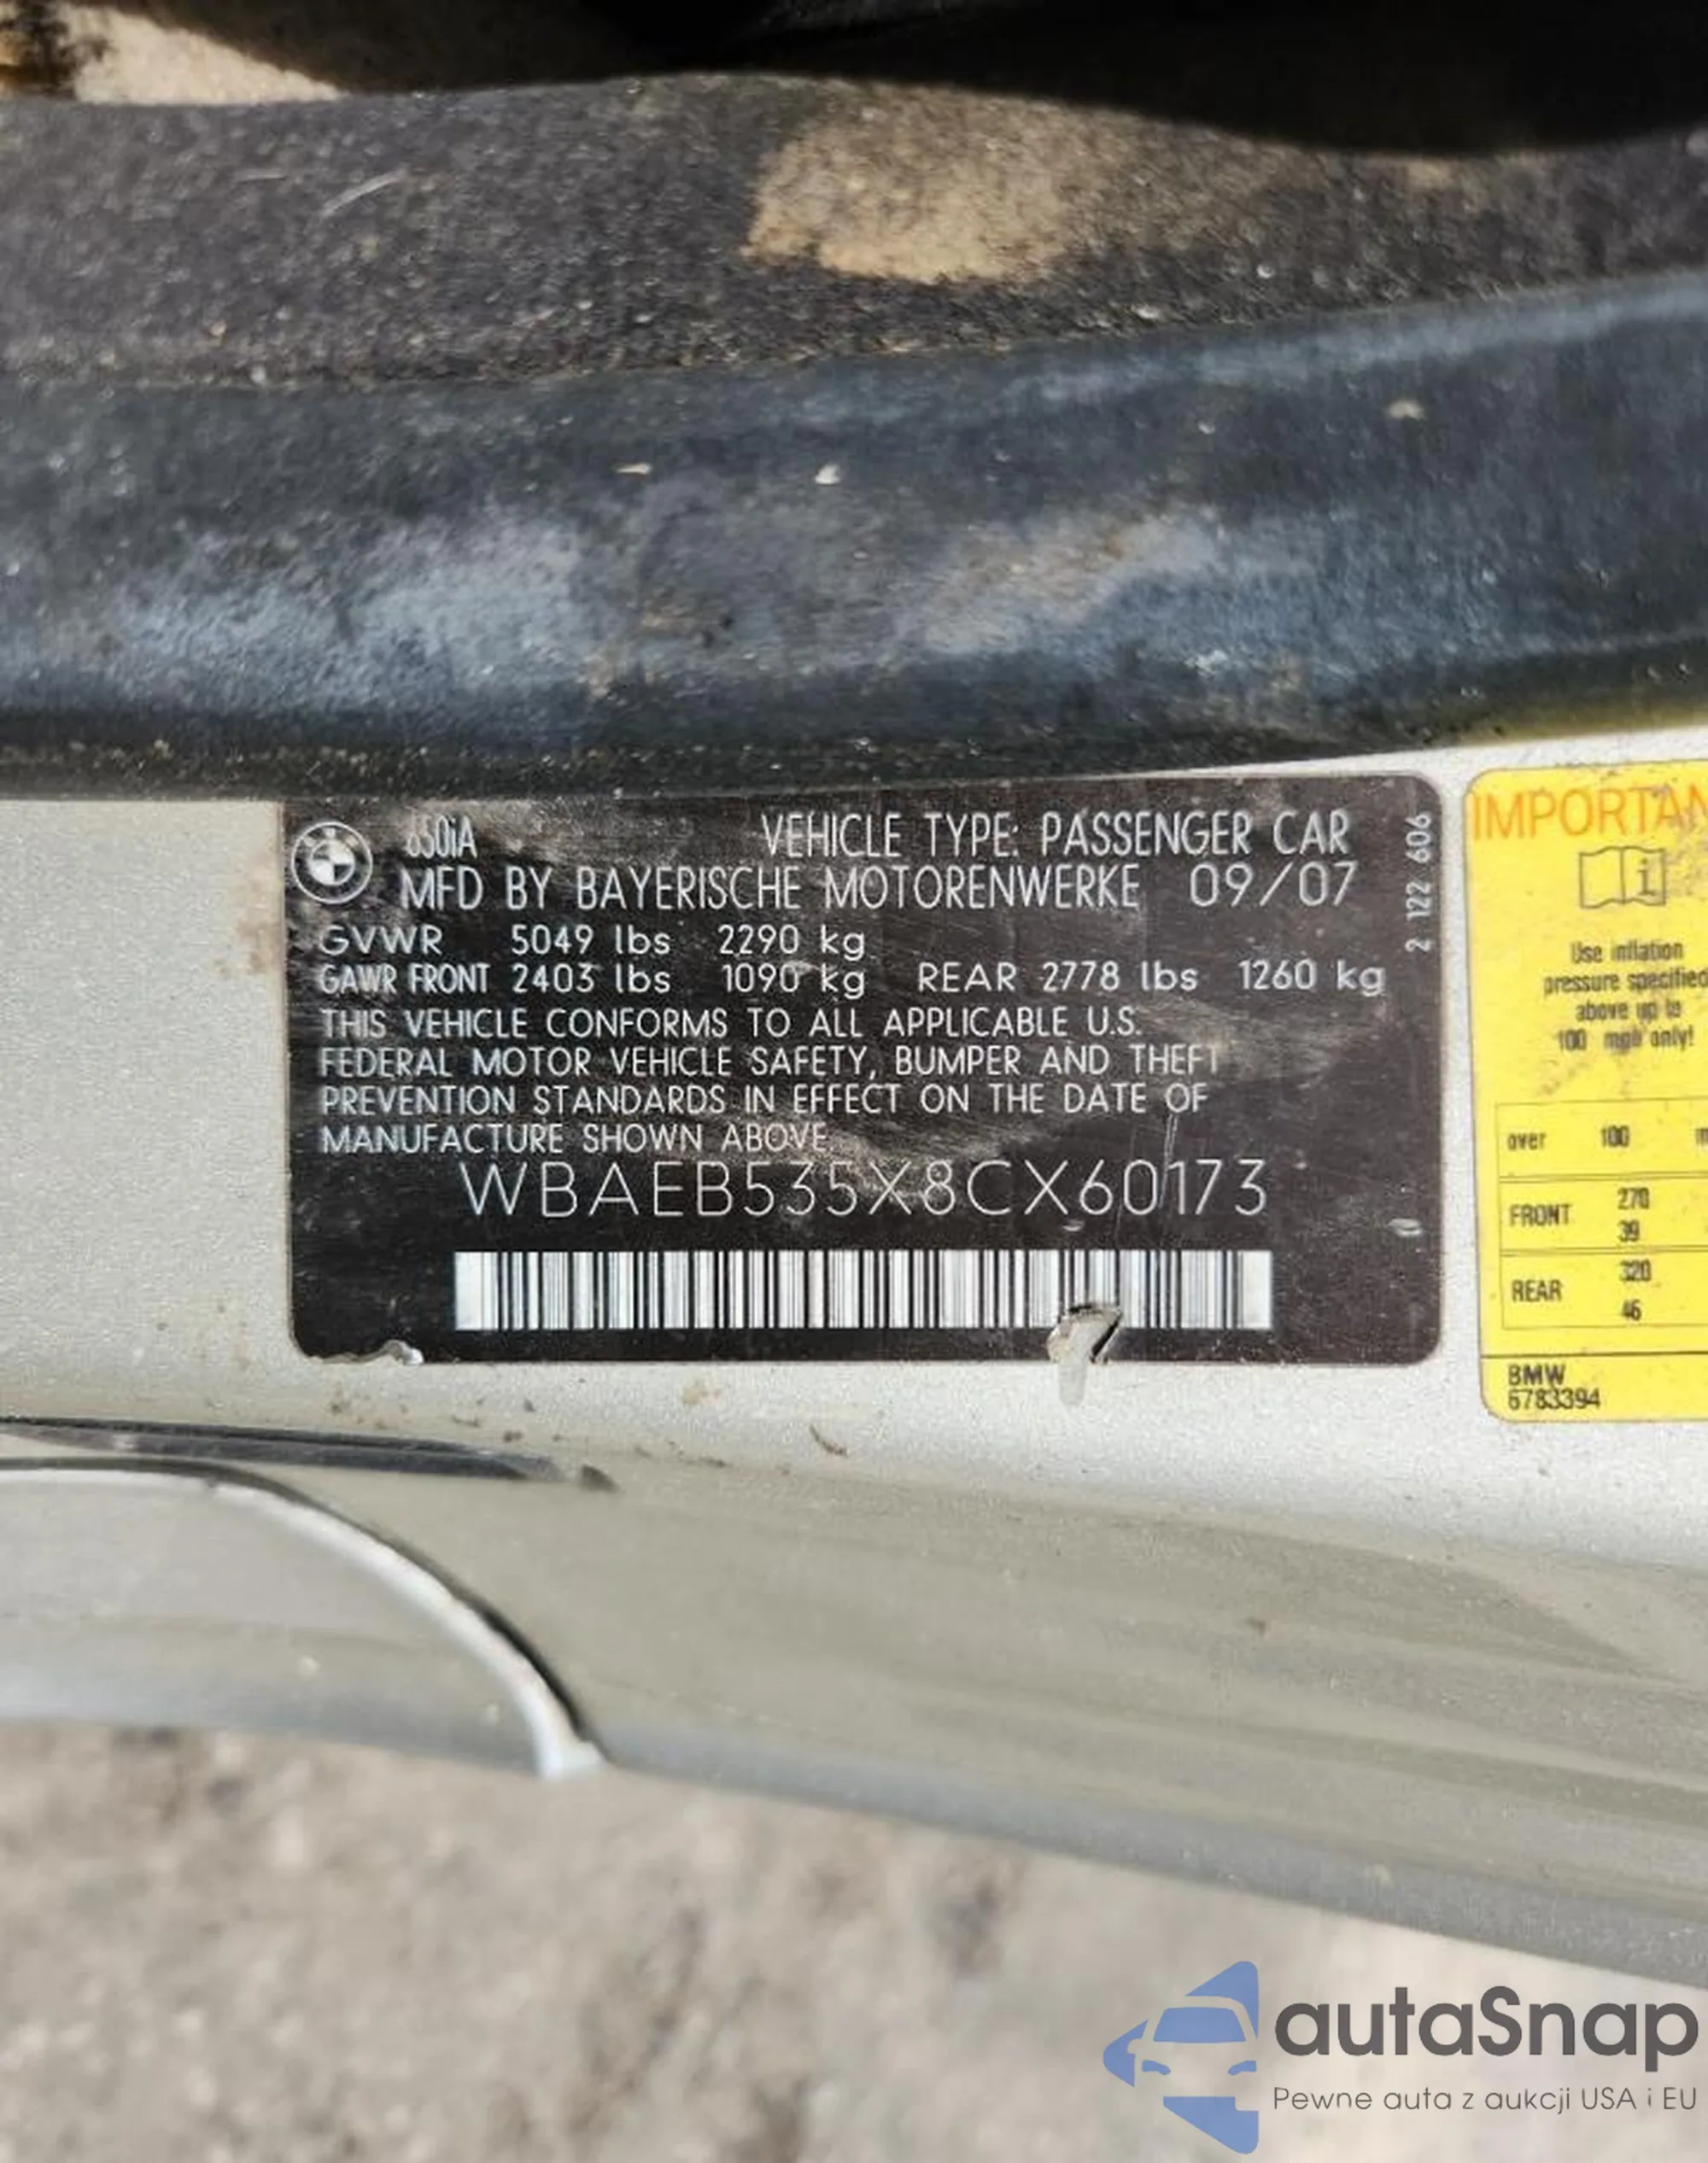 650iA VEHICLE TYPE: PASSENGER CAR
MFD BY BAYERISCHE MOTORENWERKE 09/07
GVWR 5049 lbs 2290 kg
GAWR FRONT 2403 lbs 1090 kg REAR 2778 lbs 1260 kg
THIS VEHICLE CONFORMS TO ALL APPLICABLE U.S.
FEDERAL MOTOR VEHICLE SAFETY, BUMPER AND THEFT
PREVENTION STANDARDS IN EFFECT ON THE DATE OF
MANUFACTURE SHOWN ABOVE.
WBAEB535X8CX60173
2 122 606
IMPORTAN
i
Use inflation
pressure specified
above up to
100 mph only!
over 100 m
FRONT 270
39
REAR 320
46
BMW
6783394
autaSnap
Pewne auta z aukcji USA i EU